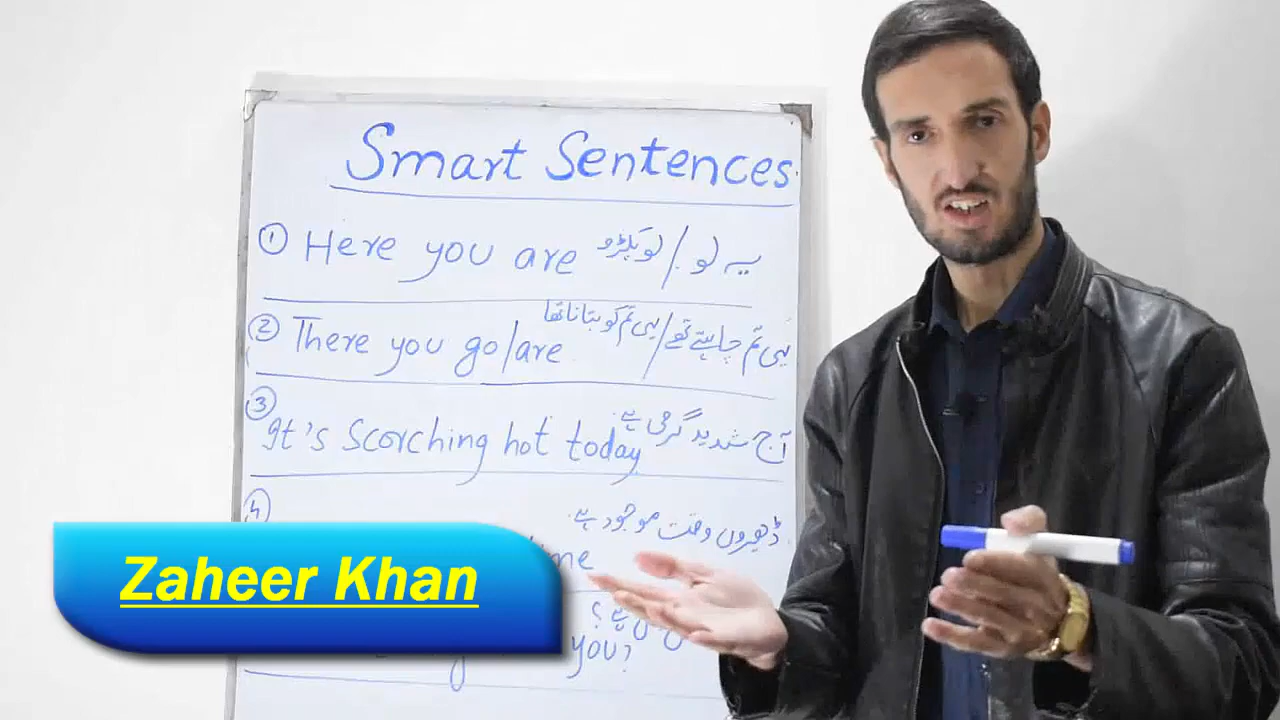 Smart Sentences
① Here you are یہ لو / لو پکڑو
② There you go/are یہی تم چاہتے تھے / یہی تم کو بتانا تھا
③ It's Scorching hot today آج شدید گرمی ہے
④ ڈھیروں وقت موجود ہے
Zaheer Khan
you?